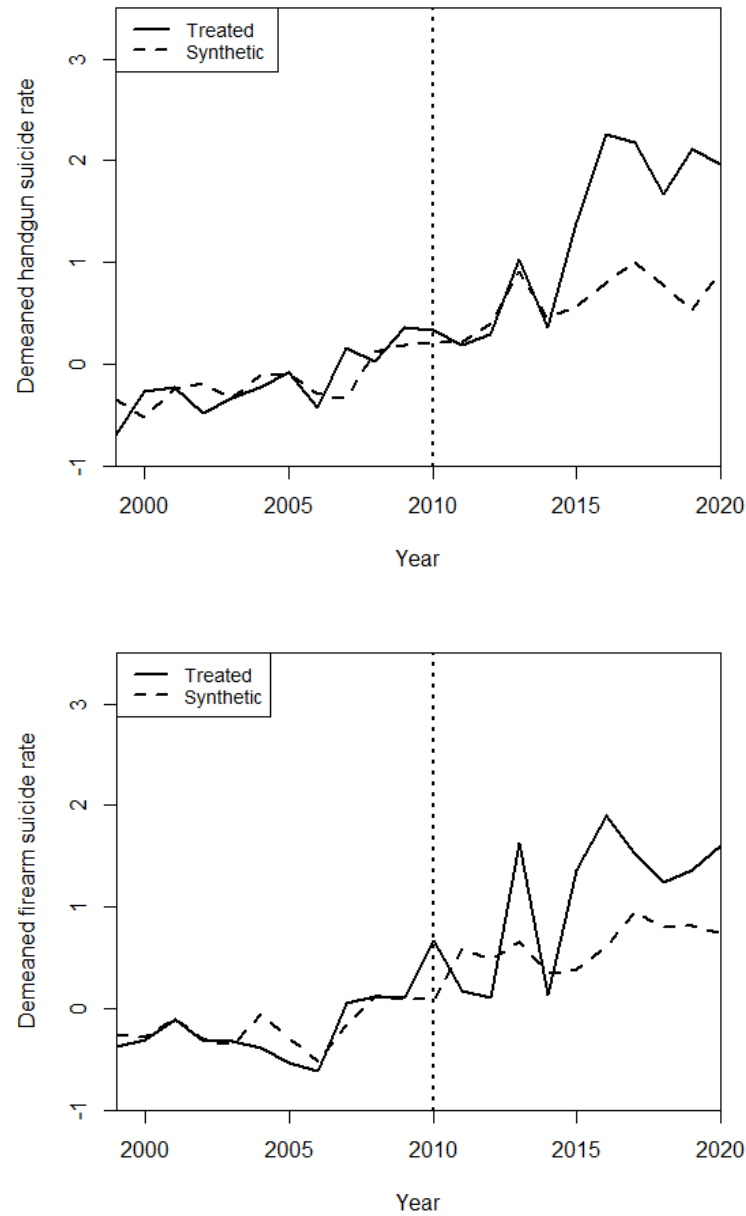 Treated
Synthetic
Demeaned handgun suicide rate
3
2
1
0
-1
2000 2005 2010 2015 2020
Year
Treated
Synthetic
Demeaned firearm suicide rate
3
2
1
0
-1
2000 2005 2010 2015 2020
Year